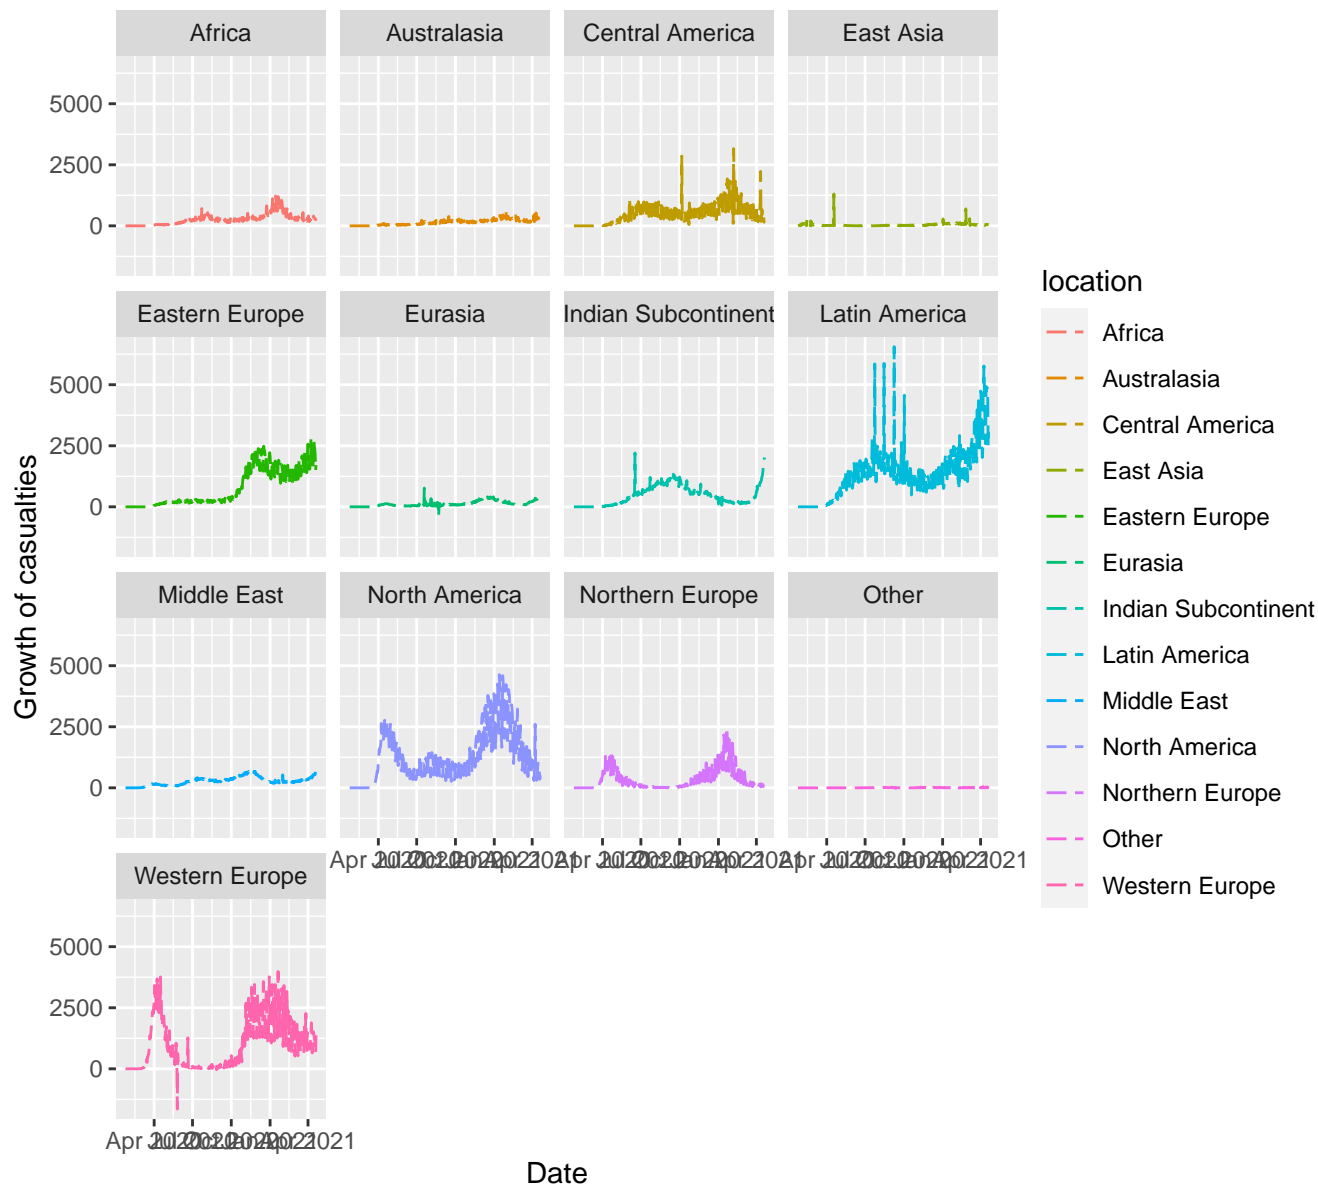 Africa
Australasia
Central America
East Asia
5000
2500
0
Eastern Europe
Eurasia
Indian Subcontinent
Latin America
5000
2500
0
Middle East
North America
Northern Europe
Other
5000
2500
0
Western Europe
5000
2500
0
Growth of casualties
Date
location
Africa
Australasia
Central America
East Asia
Eastern Europe
Eurasia
Indian Subcontinent
Latin America
Middle East
North America
Northern Europe
Other
Western Europe